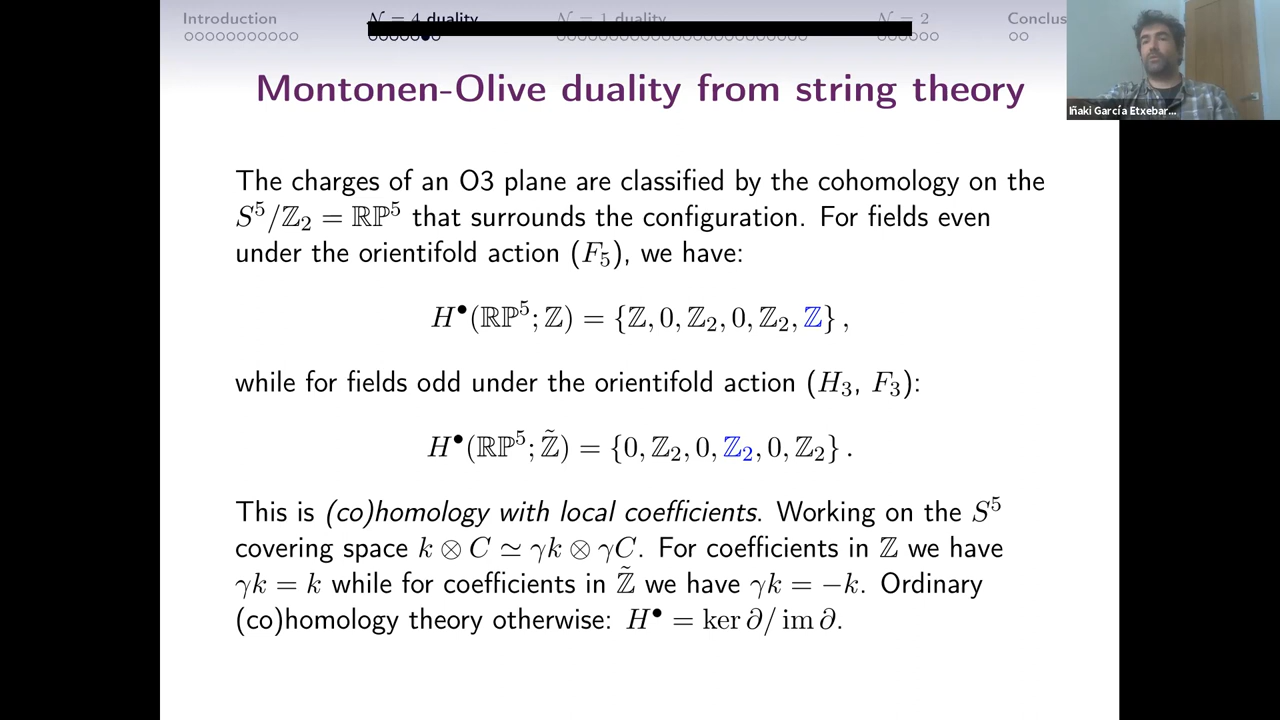 Introduction N = 4 duality N = 1 duality N = 2 Conclus
Montonen-Olive duality from string theory
Iñaki García Etxebar...
The charges of an O3 plane are classified by the cohomology on the
S⁵/ℤ₂ = ℝℙ⁵ that surrounds the configuration. For fields even
under the orientifold action (F₅), we have:
H•(ℝℙ⁵; ℤ) = {ℤ, 0, ℤ₂, 0, ℤ₂, ℤ} ,
while for fields odd under the orientifold action (H₃, F₃):
H•(ℝℙ⁵; ℤ̃) = {0, ℤ₂, 0, ℤ₂, 0, ℤ₂} .
This is (co)homology with local coefficients. Working on the S⁵
covering space k ⊗ C ≃ γk ⊗ γC. For coefficients in ℤ we have
γk = k while for coefficients in ℤ̃ we have γk = −k. Ordinary
(co)homology theory otherwise: H• = ker ∂/ im ∂.